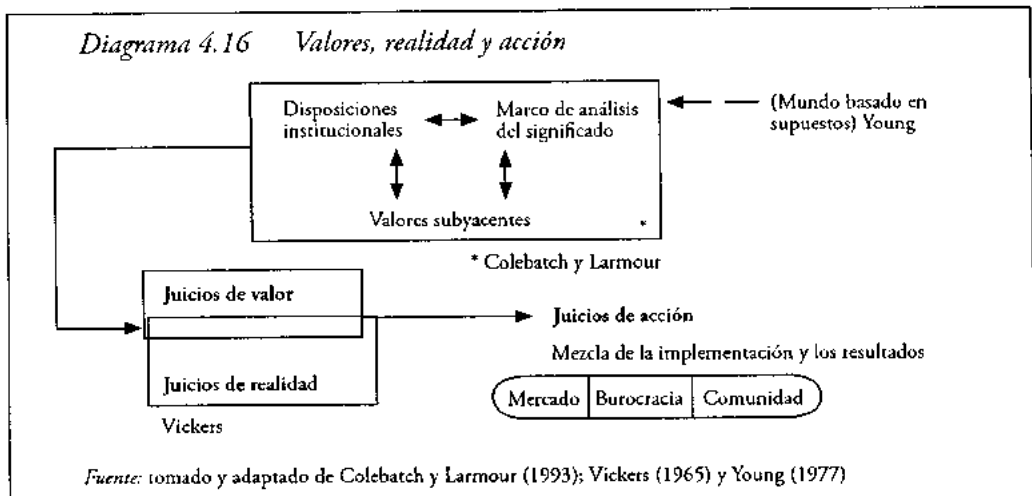 Diagrama 4.16 Valores, realidad y acción
Disposiciones
institucionales
Marco de análisis
del significado
(Mundo basado en
supuestos) Young
Valores subyacentes *
* Colebatch y Larmour
Juicios de valor
Juicios de realidad
Vickers
Juicios de acción
Mezcla de la implementación y los resultados
Mercado Burocracia Comunidad
Fuente: tomado y adaptado de Colebatch y Larmour (1993); Vickers (1965) y Young (1977)